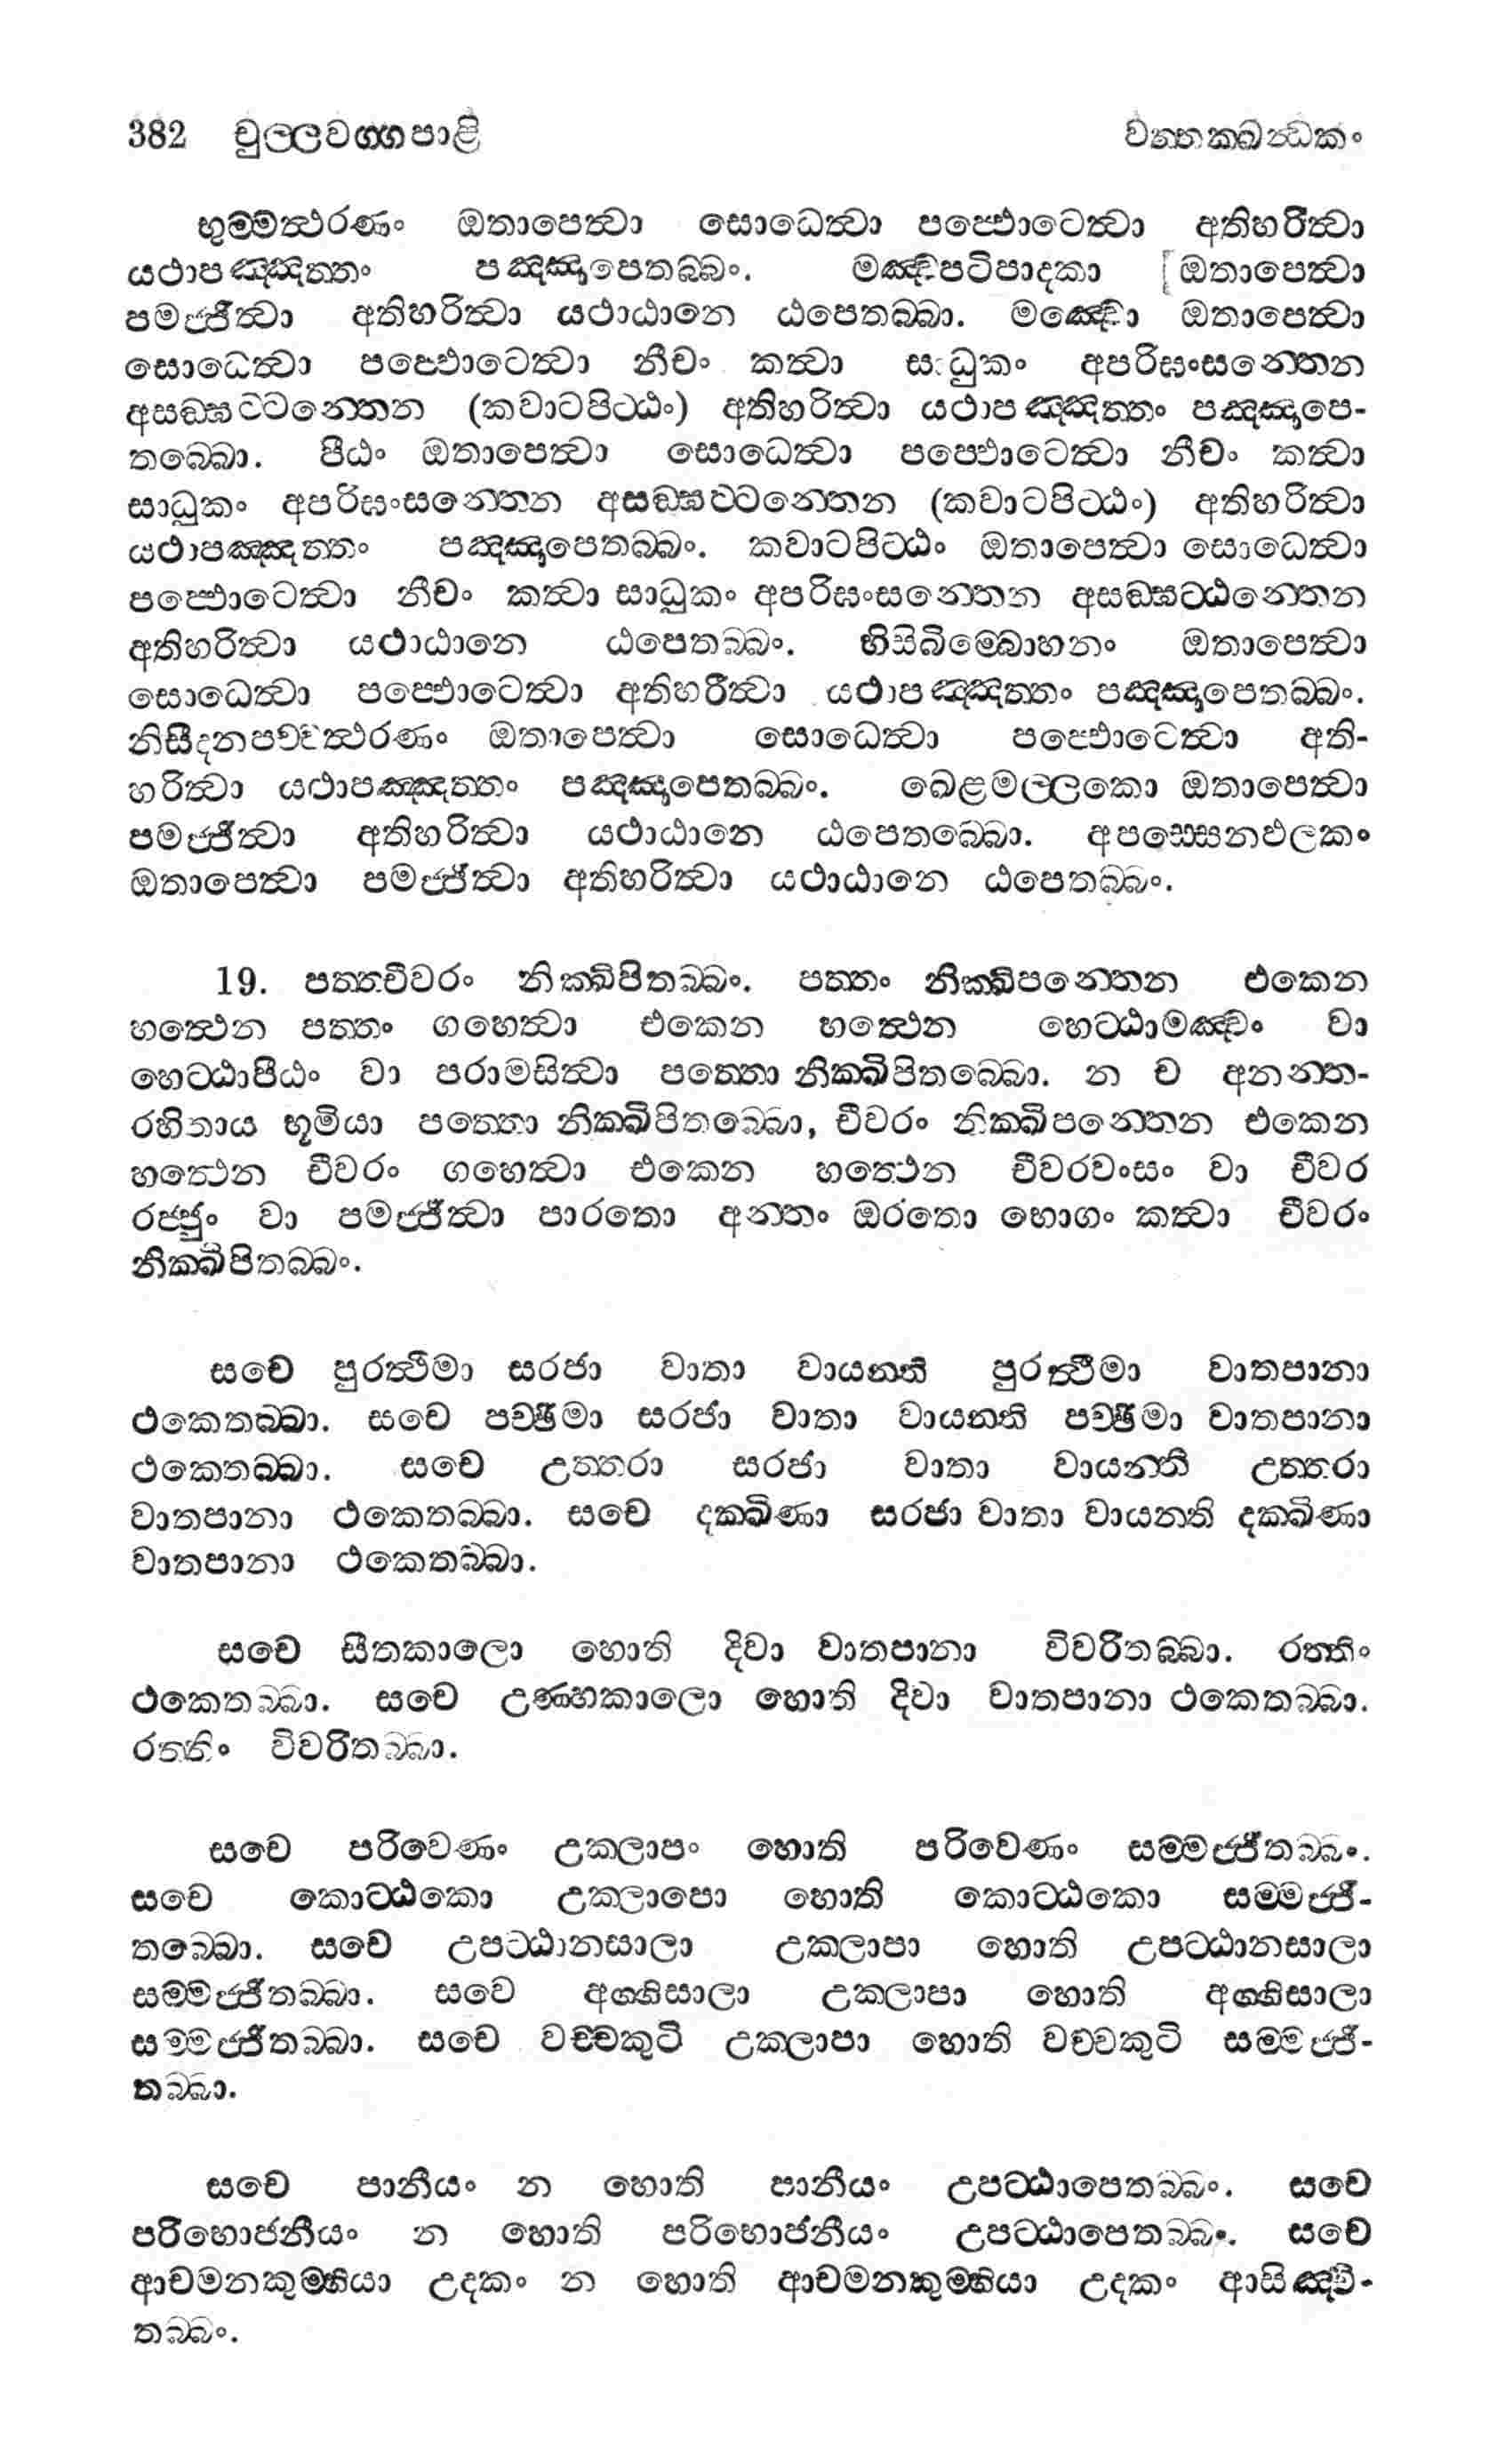 382 චුල්ලවග්ගපාළි වත්තක්ඛන්ධකං
භුම්මත්ථරණං ඔතාපෙත්වා සොධෙත්වා පප්ඵොටෙත්වා අතිහරිත්වා
යථාපඤ්ඤත්තං පඤ්ඤාපෙතබ්බං. මඤ්චපටිපාදකා [ඔතාපෙත්වා
පමජ්ජිත්වා අතිහරිත්වා යථාඨානෙ ඨපෙතබ්බා. මඤ්චො ඔතාපෙත්වා
සොධෙත්වා පප්ඵොටෙත්වා නීචං කත්වා සාධුකං අපරිඝංසන්තෙන
අසඞ්ඝට්ටන්තෙන (කවාටපිට්ඨං) අතිහරිත්වා යථාපඤ්ඤත්තං පඤ්ඤාපෙ-
තබ්බො. පීඨං ඔතාපෙත්වා සොධෙත්වා පප්ඵොටෙත්වා නීචං කත්වා
සාධුකං අපරිඝංසන්තෙන අසඞ්ඝට්ටන්තෙන (කවාටපිට්ඨං) අතිහරිත්වා
යථාපඤ්ඤත්තං පඤ්ඤාපෙතබ්බං. කවාටපිට්ඨං ඔතාපෙත්වා සොධෙත්වා
පප්ඵොටෙත්වා නීචං කත්වා සාධුකං අපරිඝංසන්තෙන අසඞ්ඝට්ඨන්තෙන
අතිහරිත්වා යථාඨානෙ ඨපෙතබ්බං. භිසිබිම්බොහනං ඔතාපෙත්වා
සොධෙත්වා පප්ඵොටෙත්වා අතිහරිත්වා යථාපඤ්ඤත්තං පඤ්ඤාපෙතබ්බං.
නිසීදනපච්චත්ථරණං ඔතාපෙත්වා සොධෙත්වා පප්ඵොටෙත්වා අති-
හරිත්වා යථාපඤ්ඤත්තං පඤ්ඤාපෙතබ්බං. ඛෙළමල්ලකො ඔතාපෙත්වා
පමජ්ජිත්වා අතිහරිත්වා යථාඨානෙ ඨපෙතබ්බො. අපස්සෙනඵලකං
ඔතාපෙත්වා පමජ්ජිත්වා අතිහරිත්වා යථාඨානෙ ඨපෙතබ්බං.
19. පත්තචීවරං නික්ඛිපිතබ්බං. පත්තං නික්ඛිපන්තෙන එකෙන
හත්ථෙන පත්තං ගහෙත්වා එකෙන හත්ථෙන හෙට්ඨාමඤ්චං වා
හෙට්ඨාපීඨං වා පරාමසිත්වා පත්තො නික්ඛිපිතබ්බො. න ච අනන්ත-
රහිතාය භූමියා පත්තො නික්ඛිපිතබ්බො, චීවරං නික්ඛිපන්තෙන එකෙන
හත්ථෙන චීවරං ගහෙත්වා එකෙන හත්ථෙන චීවරවංසං වා චීවර
රජ්ජුං වා පමජ්ජිත්වා පාරතො අන්තං ඔරතො භොගං කත්වා චීවරං
නික්ඛිපිතබ්බං.
සචෙ පුරත්ථිමා සරජා වාතා වායන්ති පුරත්ථිමා වාතපානා
ථකෙතබ්බා. සචෙ පච්ඡිමා සරජා වාතා වායන්ති පච්ඡිමා වාතපානා
ථකෙතබ්බා. සචෙ උත්තරා සරජා වාතා වායන්ති උත්තරා
වාතපානා ථකෙතබ්බා. සචෙ දක්ඛිණා සරජා වාතා වායන්ති දක්ඛිණා
වාතපානා ථකෙතබ්බා.
සචෙ සීතකාලො හොති දිවා වාතපානා විවරිතබ්බා. රත්තිං
ථකෙතබ්බා. සචෙ උණ්හකාලො හොති දිවා වාතපානා ථකෙතබ්බා.
රත්තිං විවරිතබ්බා.
සචෙ පරිවෙණං උක්ලාපං හොති පරිවෙණං සම්මජ්ජිතබ්බං.
සචෙ කොට්ඨකො උක්ලාපො හොති කොට්ඨකො සම්මජ්ජි-
තබ්බො. සචෙ උපට්ඨානසාලා උක්ලාපා හොති උපට්ඨානසාලා
සම්මජ්ජිතබ්බා. සචෙ අග්ගිසාලා උක්ලාපා හොති අග්ගිසාලා
සම්මජ්ජිතබ්බා. සචෙ වච්චකුටි උක්ලාපා හොති වච්චකුටි සම්මජ්ජි-
තබ්බා.
සචෙ පානීයං න හොති පානීයං උපට්ඨාපෙතබ්බං. සචෙ
පරිභොජනීයං න හොති පරිභොජනීයං උපට්ඨාපෙතබ්බං. සචෙ
ආචමනකුම්භියා උදකං න හොති ආචමනකුම්භියා උදකං ආසිඤ්චි-
තබ්බං.